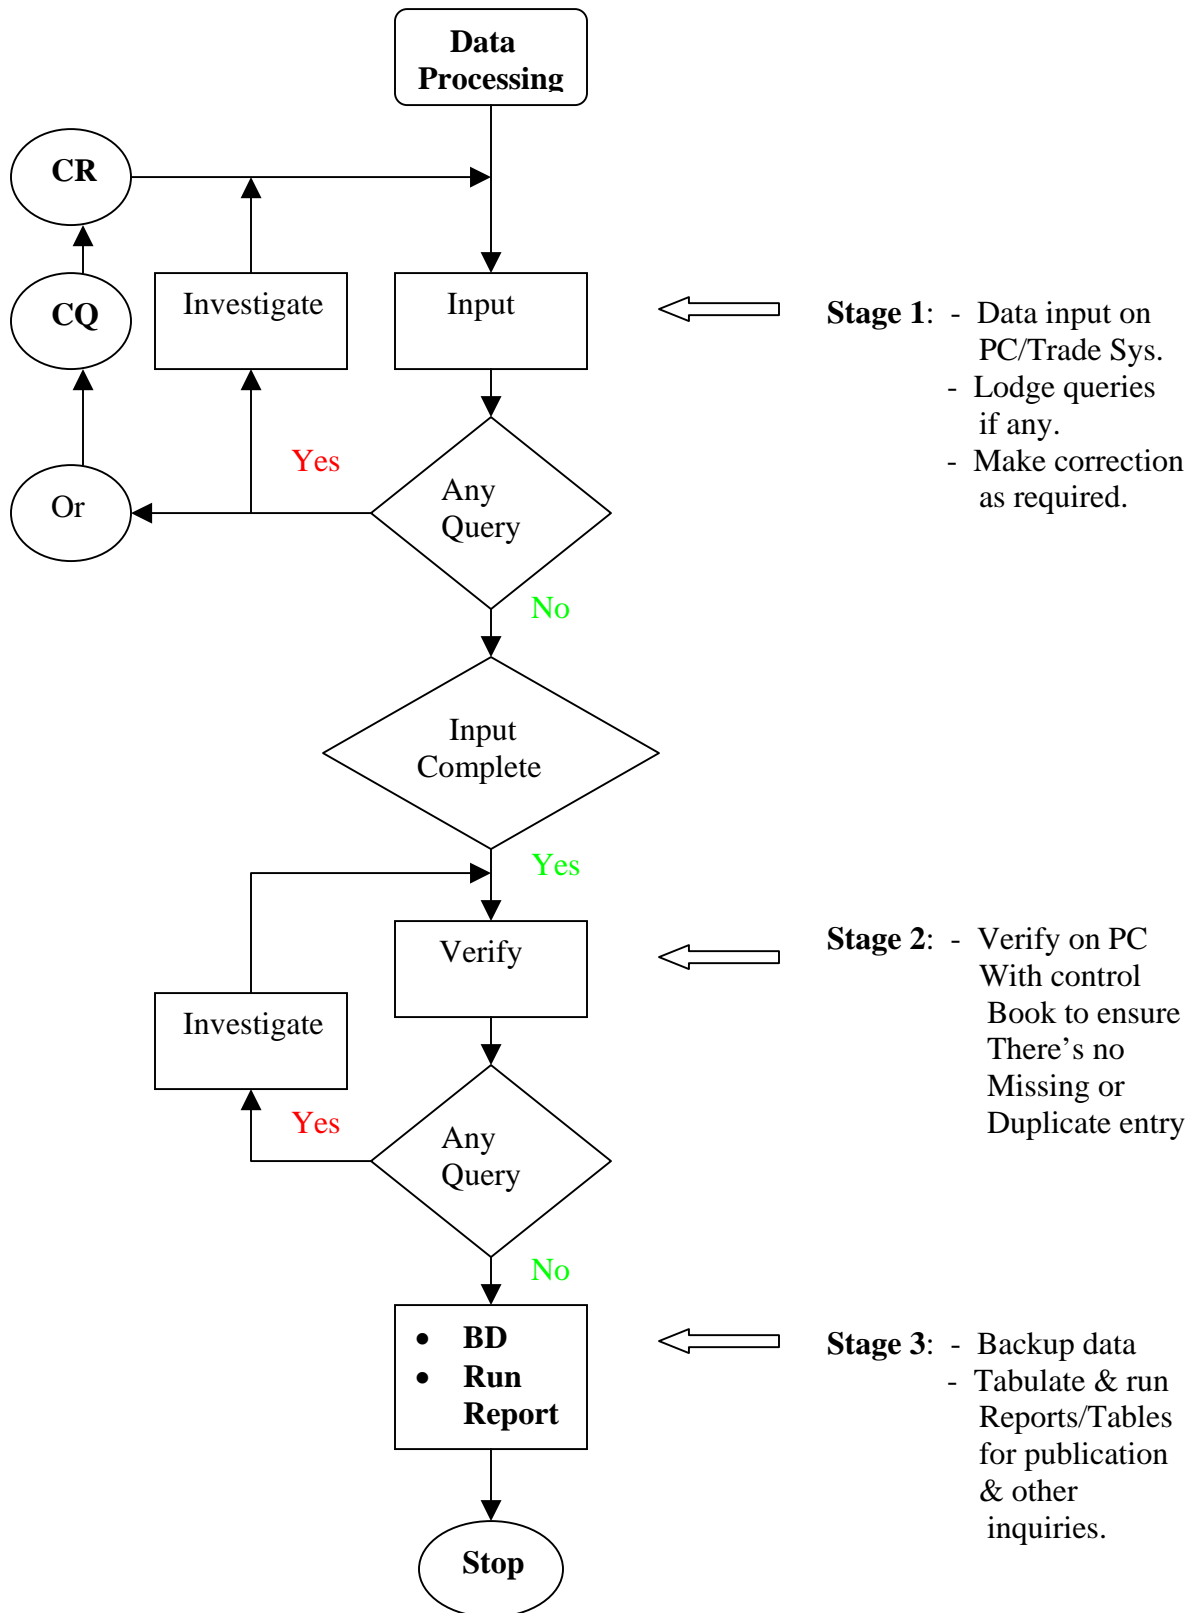 Data
Processing
CR
CQ
Investigate
Input
Stage 1: - Data input on
PC/Trade Sys.
- Lodge queries
if any.
- Make correction
as required.
Yes
Or
Any
Query
No
Input
Complete
Yes
Verify
Stage 2: - Verify on PC
With control
Book to ensure
There's no
Missing or
Duplicate entry
Investigate
Yes
Any
Query
No
• BD
• Run
Report
Stage 3: - Backup data
- Tabulate & run
Reports/Tables
for publication
& other
inquiries.
Stop